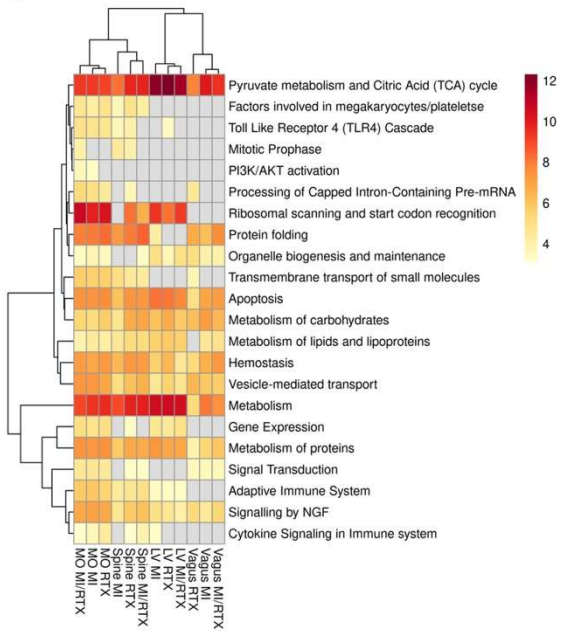 Pyruvate metabolism and Citric Acid (TCA) cycle
Factors involved in megakaryocytes/plateletse
Toll Like Receptor 4 (TLR4) Cascade
Mitotic Prophase
PI3K/AKT activation
Processing of Capped Intron-Containing Pre-mRNA
Ribosomal scanning and start codon recognition
Protein folding
Organelle biogenesis and maintenance
Transmembrane transport of small molecules
Apoptosis
Metabolism of carbohydrates
Metabolism of lipids and lipoproteins
Hemostasis
Vesicle-mediated transport
Metabolism
Gene Expression
Metabolism of proteins
Signal Transduction
Adaptive Immune System
Signalling by NGF
Cytokine Signaling in Immune system
12
10
8
6
4
MO MI/RTX
MO MI
MO RTX
Spine MI
Spine RTX
Spine MI/RTX
LV MI
LV RTX
LV MI/RTX
Vagus RTX
Vagus MI
Vagus MI/RTX